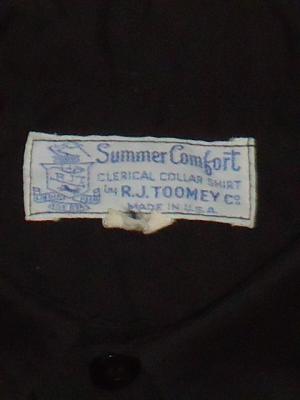 Summer Comfort
CLERICAL COLLAR SHIRT
by R.J. TOOMEY Co.
MADE IN U.S.A.
R J T